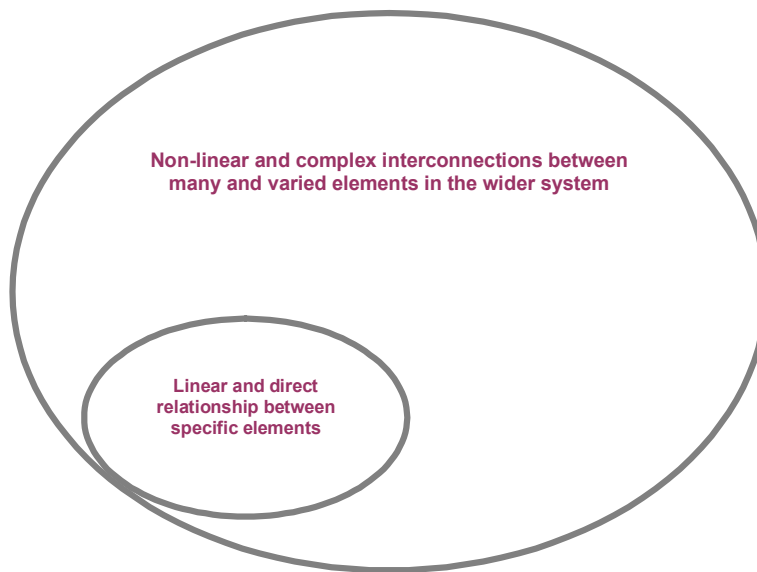 Non-linear and complex interconnections between
many and varied elements in the wider system
Linear and direct
relationship between
specific elements